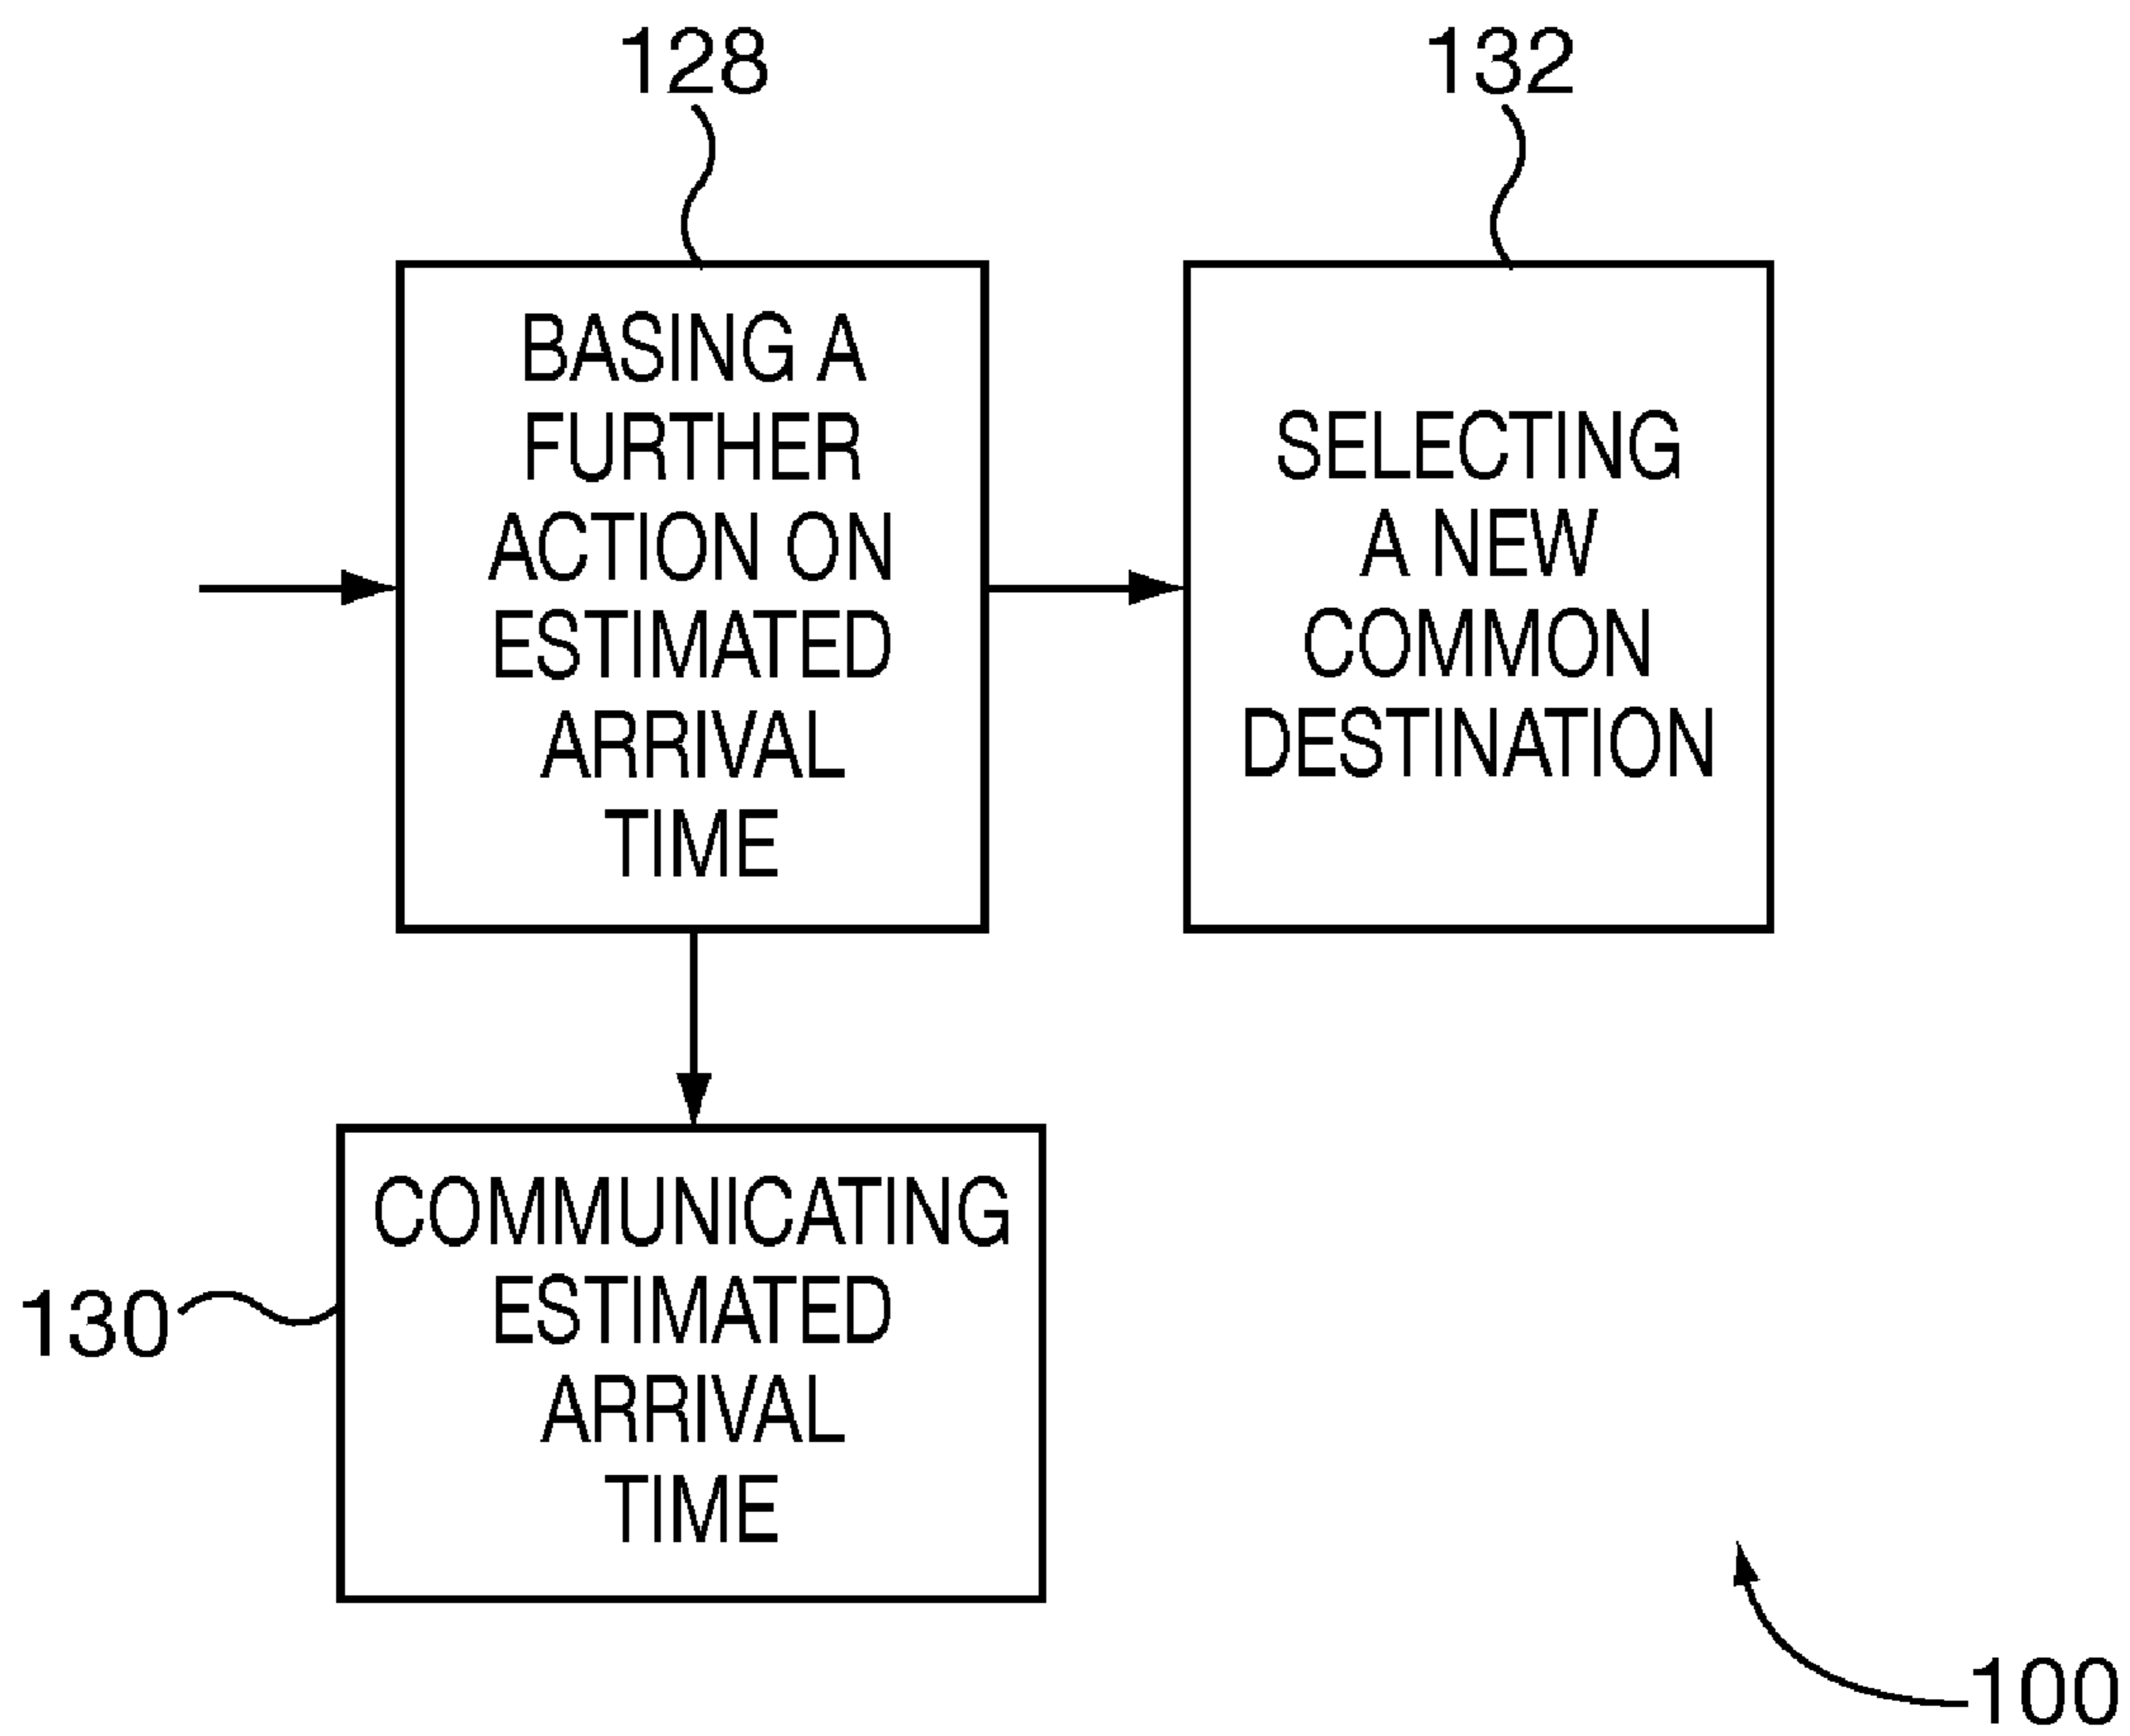 128
132
BASING A
FURTHER
ACTION ON
ESTIMATED
ARRIVAL
TIME
SELECTING
A NEW
COMMON
DESTINATION
130
COMMUNICATING
ESTIMATED
ARRIVAL
TIME
100